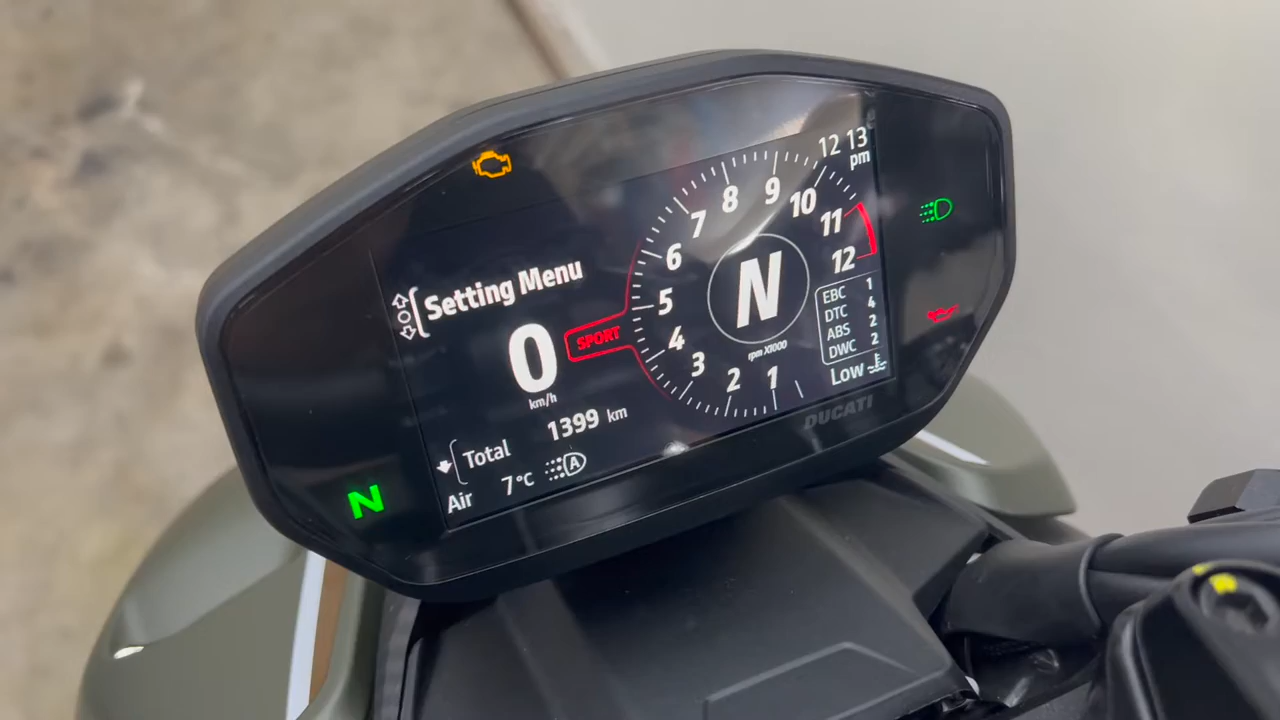 12 13
pm
Setting Menu
0
km/h
SPORT
1399 km
Total
Air 7°C
A
N
1
2
3
4
5
6
7
8
9
10
11
12
N
rpm X1000
EBC 1
DTC 4
ABS 2
DWC 2
Low
DUCATI